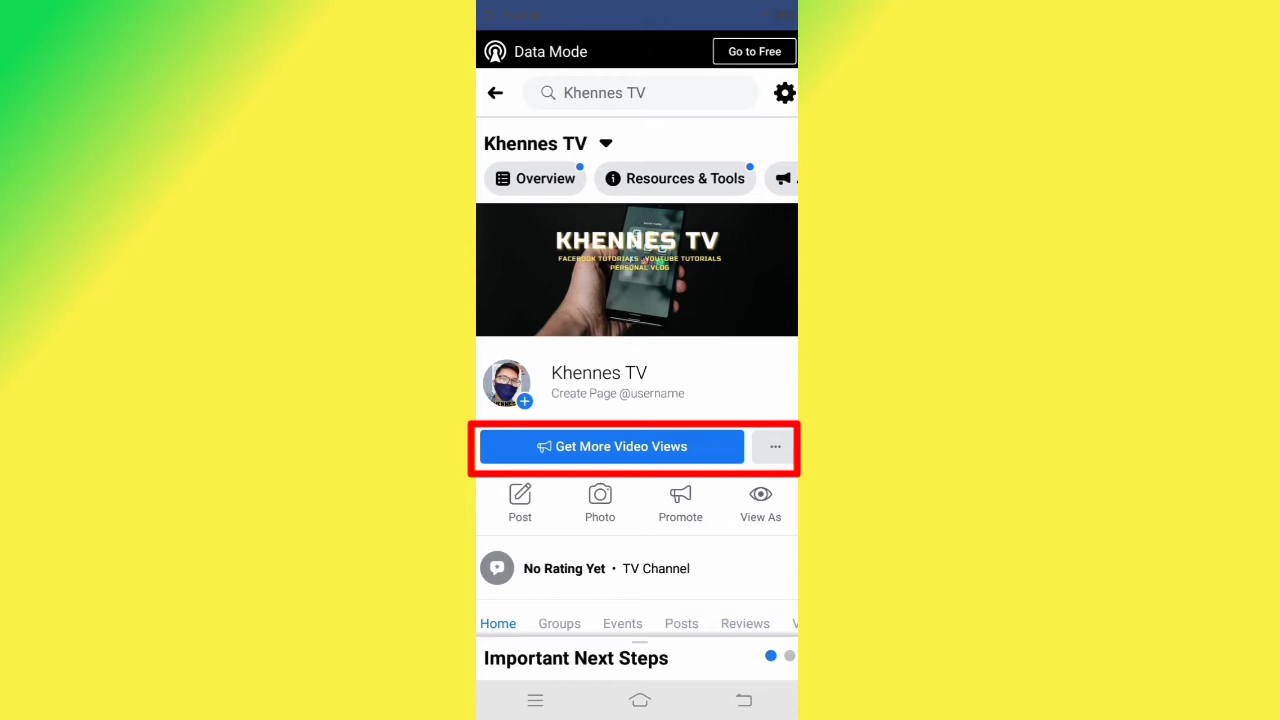 Data Mode
Go to Free
Khennes TV
Khennes TV
Overview
Resources & Tools
KHENNES TV
FACEBOOK TUTORIALS · YOUTUBE TUTORIALS
PERSONAL VLOG
Khennes TV
Create Page @username
Get More Video Views
Post
Photo
Promote
View As
No Rating Yet • TV Channel
Home
Groups
Events
Posts
Reviews
Important Next Steps